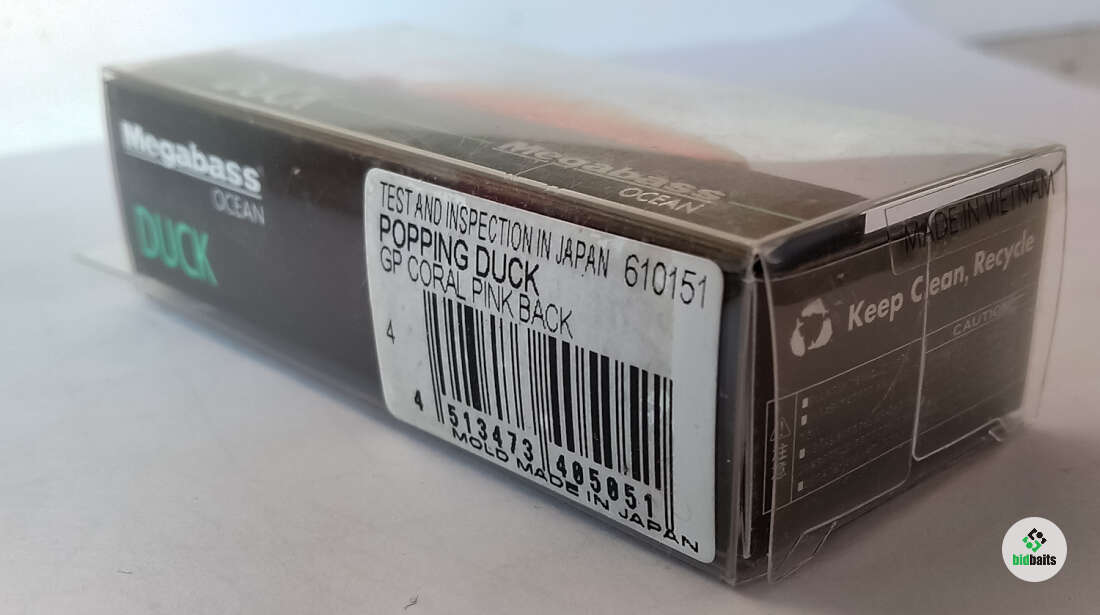 Megabass
OCEAN
DUCK
Megabass
OCEAN
TEST AND INSPECTION IN JAPAN 610151
POPPING DUCK
GP CORAL PINK BACK
4
4 513473 405051
MOLD MADE IN JAPAN
MADE IN VIETNAM
Keep Clean, Recycle
CAUTION
bidbaits